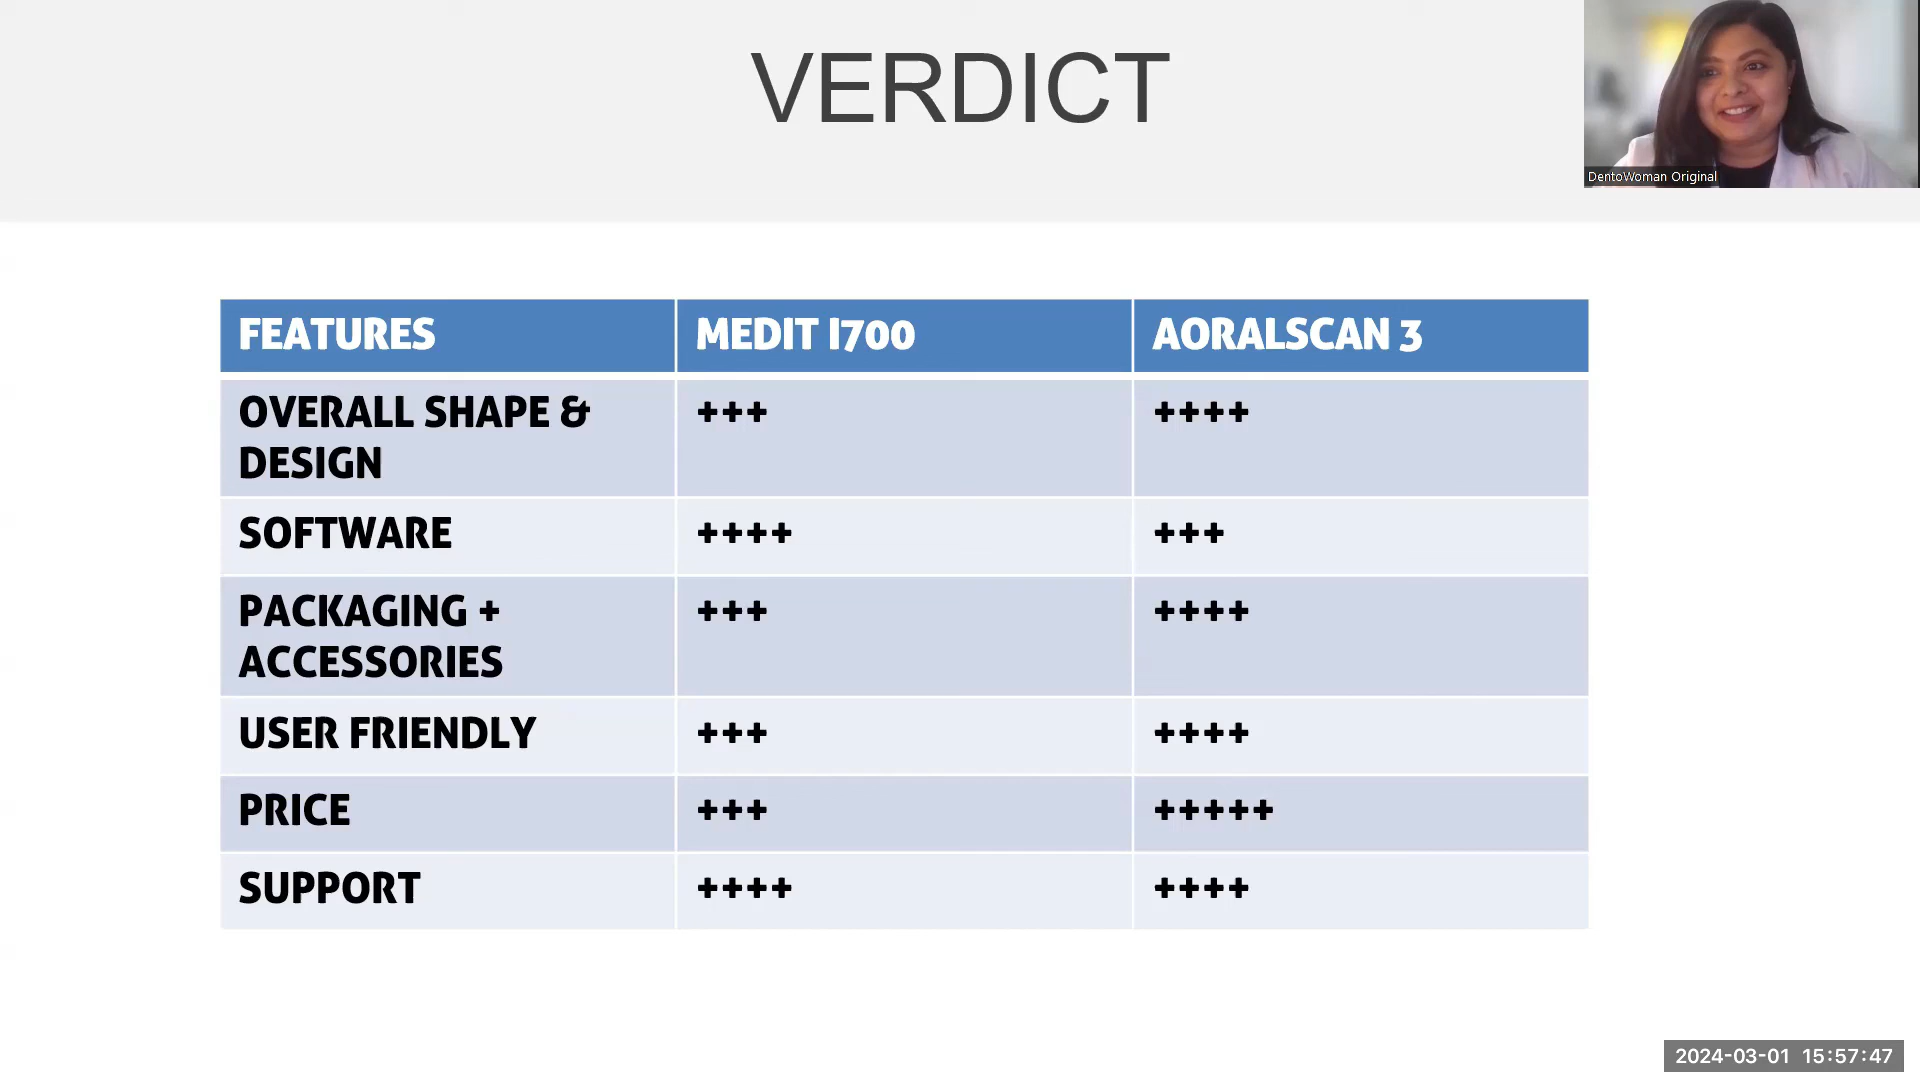 VERDICT
DentoWoman Original
FEATURES MEDIT I700 AORALSCAN 3
OVERALL SHAPE & +++ ++++
DESIGN
SOFTWARE ++++ +++
PACKAGING + +++ ++++
ACCESSORIES
USER FRIENDLY +++ ++++
PRICE +++ +++++
SUPPORT ++++ ++++
2024-03-01 15:57:47